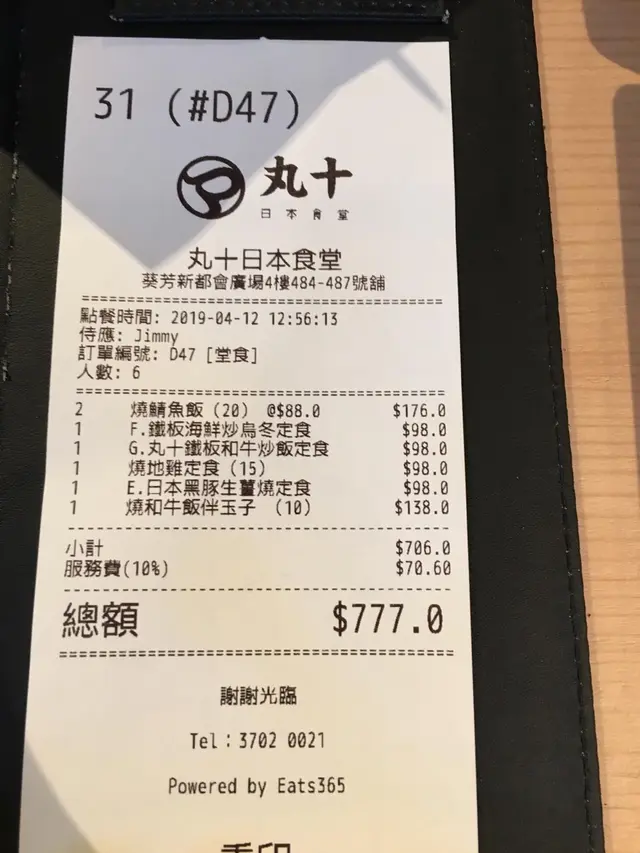 31 (#D47)
丸十
日本食堂
丸十日本食堂
葵芳新都會廣場4樓484-487號舖
點餐時間: 2019-04-12 12:56:13
侍應: Jimmy
訂單編號: D47 [堂食]
人數: 6
2 燒鯖魚飯 (20) @$88.0 $176.0
1 F.鐵板海鮮炒烏冬定食 $98.0
1 G.丸十鐵板和牛炒飯定食 $98.0
1 燒地雞定食 (15) $98.0
1 E.日本黑豚生薑燒定食 $98.0
1 燒和牛飯伴玉子 (10) $138.0
小計 $706.0
服務費(10%) $70.60
總額 $777.0
謝謝光臨
Tel：3702 0021
Powered by Eats365
重印